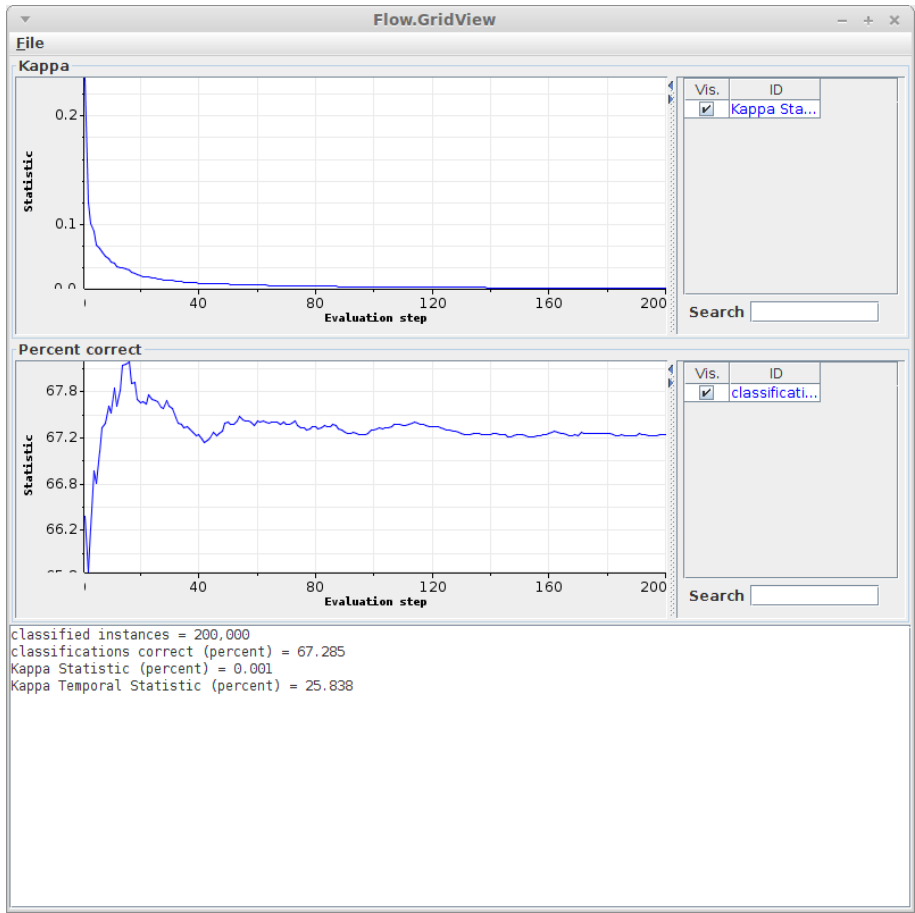 Flow.GridView
File
Kappa
0.2
0.1
0.0
Statistic
40 80 120 160 200
Evaluation step
Vis. ID
Kappa Sta...
Search
Percent correct
67.8
67.2
66.8
66.2
Statistic
40 80 120 160 200
Evaluation step
Vis. ID
classificati...
Search
classified instances = 200,000
classifications correct (percent) = 67.285
Kappa Statistic (percent) = 0.001
Kappa Temporal Statistic (percent) = 25.838